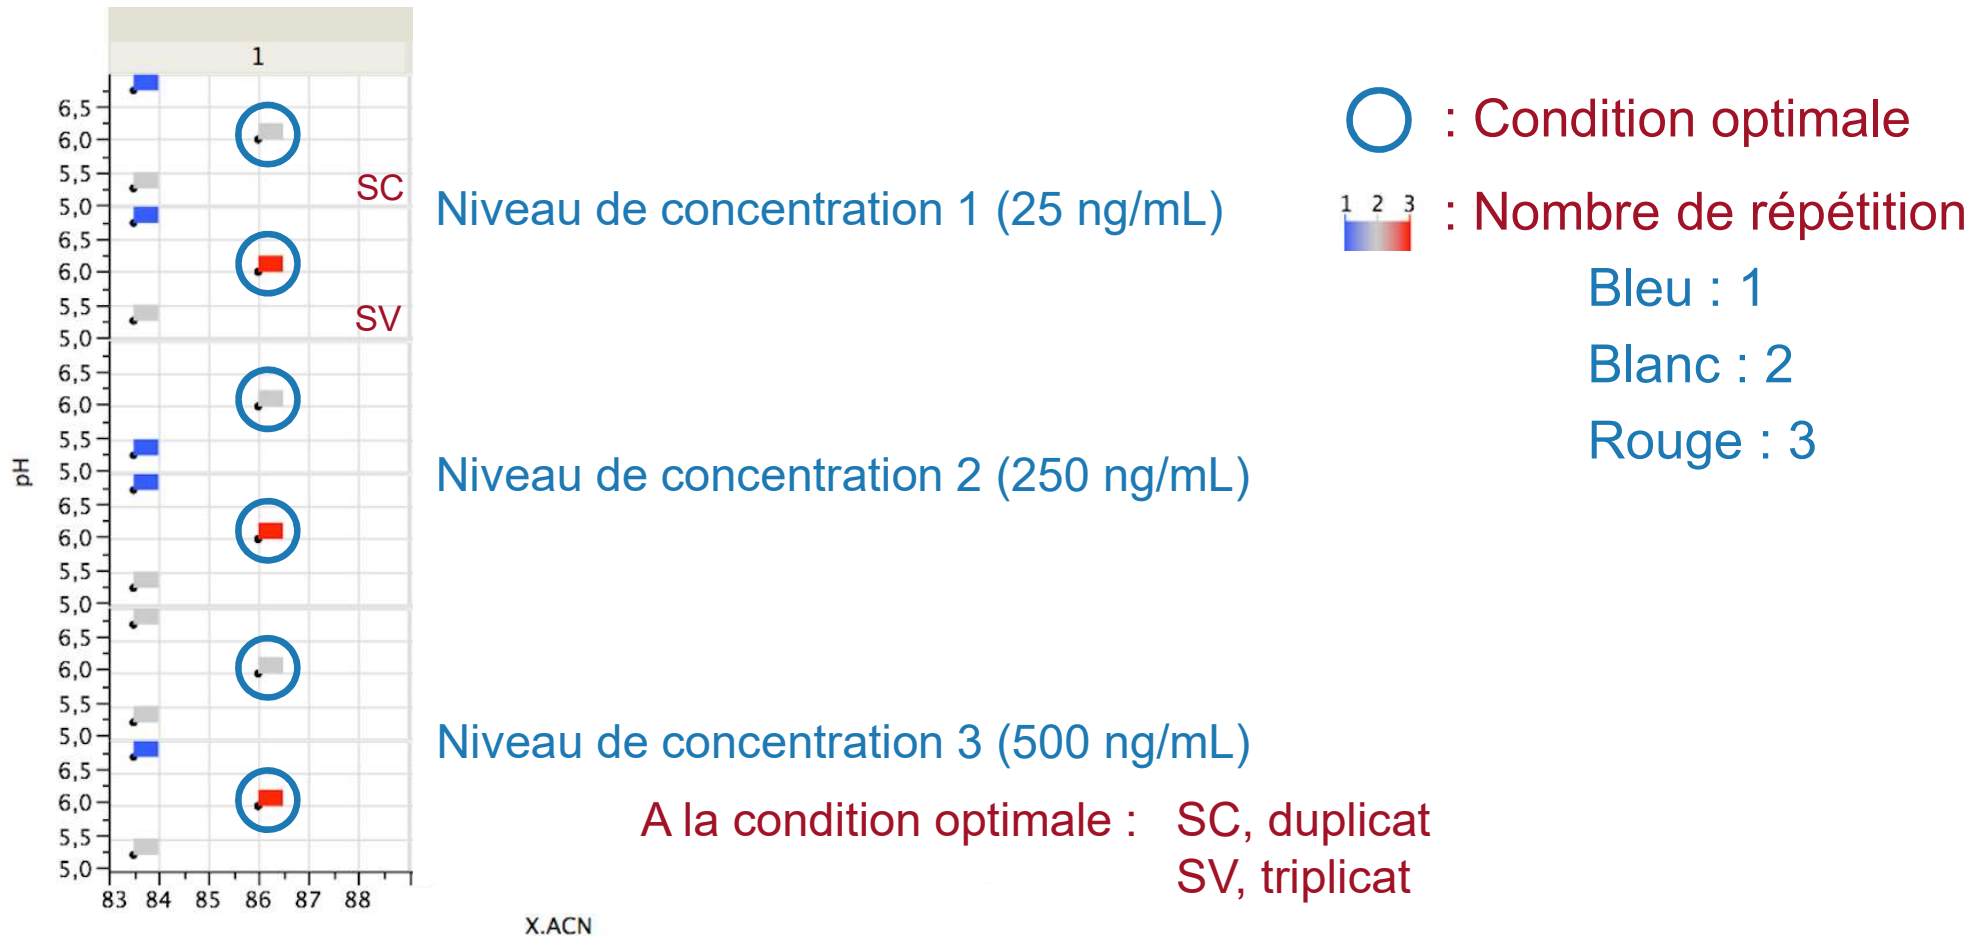 1
6,5
6,0
5,5
5,0
SC
6,5
6,0
5,5
5,0
SV
Niveau de concentration 1 (25 ng/mL)
6,5
6,0
5,5
5,0
6,5
6,0
5,5
5,0
Niveau de concentration 2 (250 ng/mL)
6,5
6,0
5,5
5,0
6,5
6,0
5,5
5,0
Niveau de concentration 3 (500 ng/mL)
pH
83 84 85 86 87 88
X.ACN
: Condition optimale
1 2 3
: Nombre de répétition
Bleu : 1
Blanc : 2
Rouge : 3
A la condition optimale : SC, duplicat
SV, triplicat